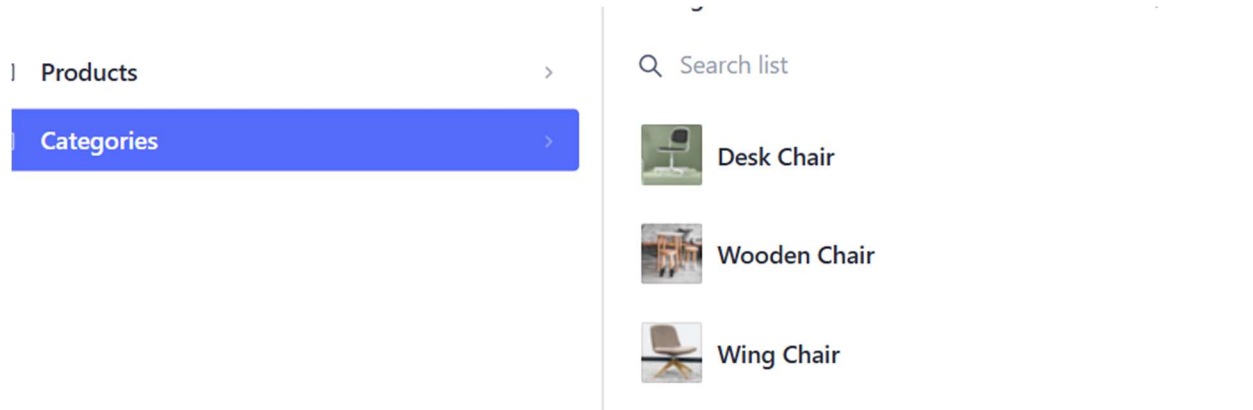 Products
Categories
Search list
Desk Chair
Wooden Chair
Wing Chair